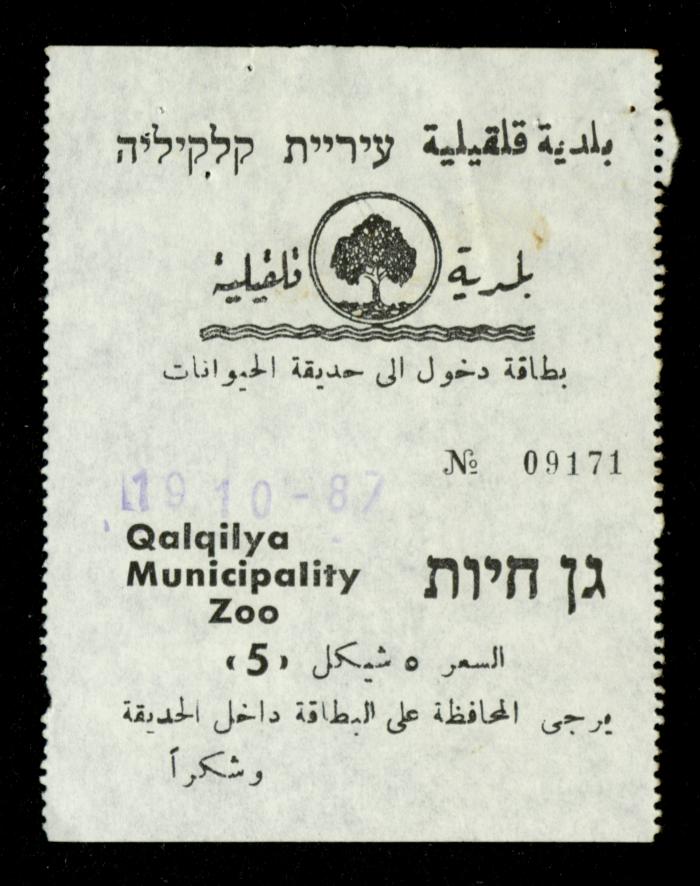 بلدية قلقيلية עיריית קלקיליה
بلدية قلقيلية
بطاقة دخول الى حديقة الحيوانات
№ 09171
19 10 - 87
Qalqilya
Municipality
Zoo
גן חיות
السعر ٥ شيكل (5)
يرجى المحافظة على البطاقة داخل الحديقة
وشكراً